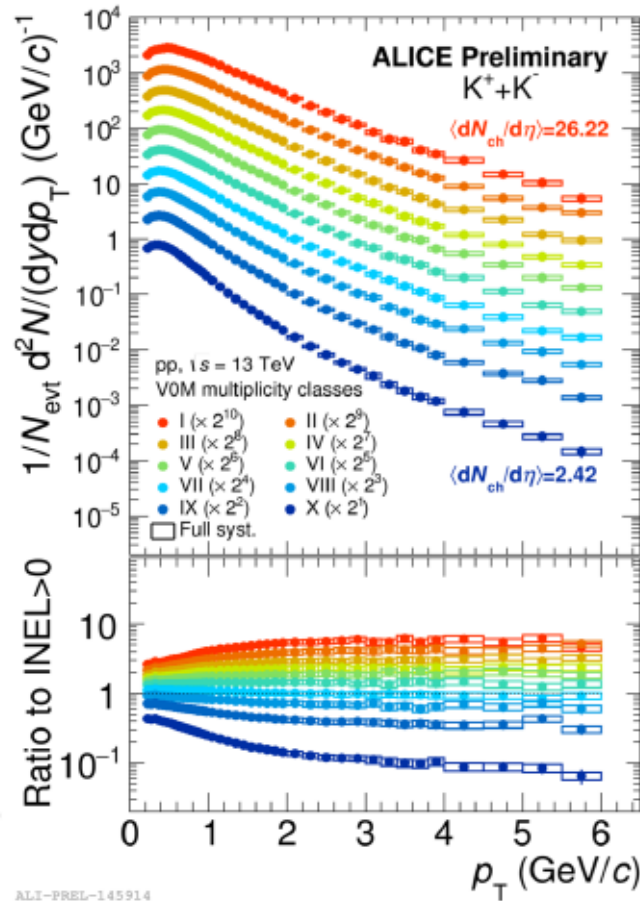 ALICE Preliminary
K⁺+K⁻
⟨dN_ch/dη⟩=26.22
1/N_evt d²N/(dydp_T) (GeV/c)⁻¹
10⁴
10³
10²
10
1
10⁻¹
10⁻²
10⁻³
10⁻⁴
10⁻⁵
pp, √s = 13 TeV
V0M multiplicity classes
I (× 2¹⁰) II (× 2⁹)
III (× 2⁸) IV (× 2⁷)
V (× 2⁶) VI (× 2⁵)
VII (× 2⁴) VIII (× 2³)
IX (× 2²) X (× 2¹)
Full syst.
⟨dN_ch/dη⟩=2.42
Ratio to INEL>0
10
1
10⁻¹
0 1 2 3 4 5 6
p_T (GeV/c)
ALI-PREL-145914